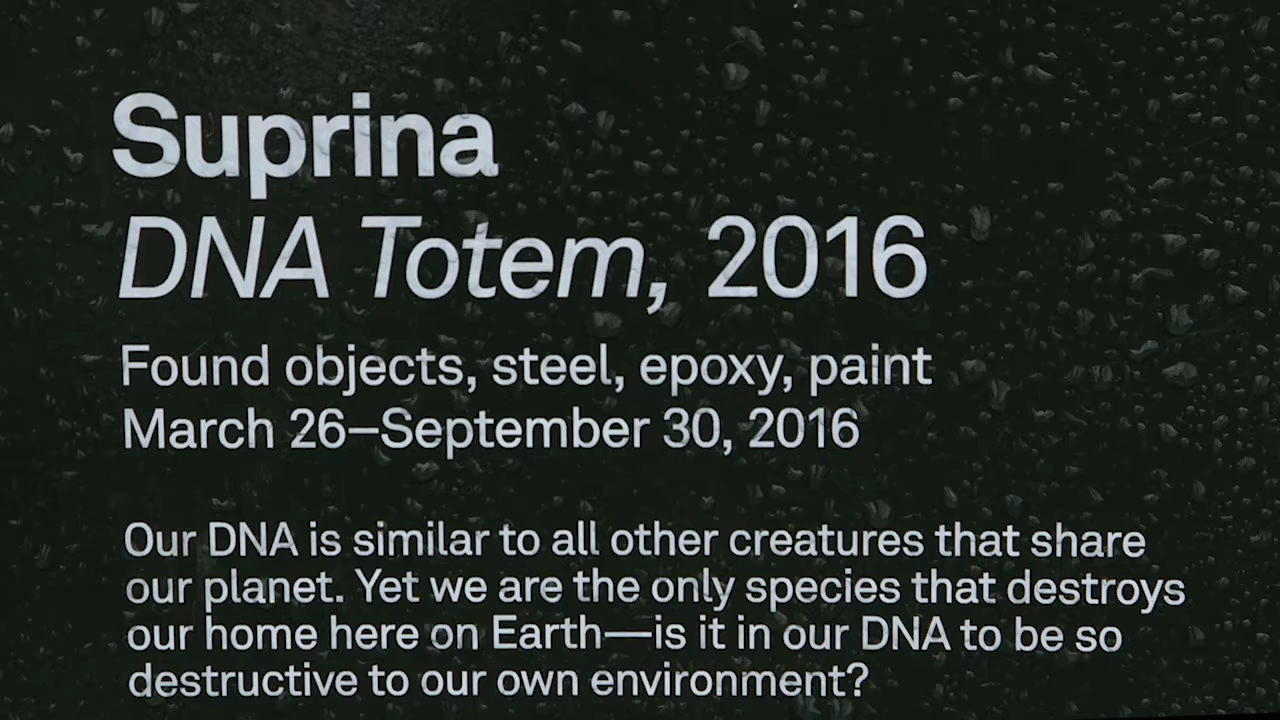 Suprina
DNA Totem, 2016
Found objects, steel, epoxy, paint
March 26–September 30, 2016
Our DNA is similar to all other creatures that share
our planet. Yet we are the only species that destroys
our home here on Earth—is it in our DNA to be so
destructive to our own environment?